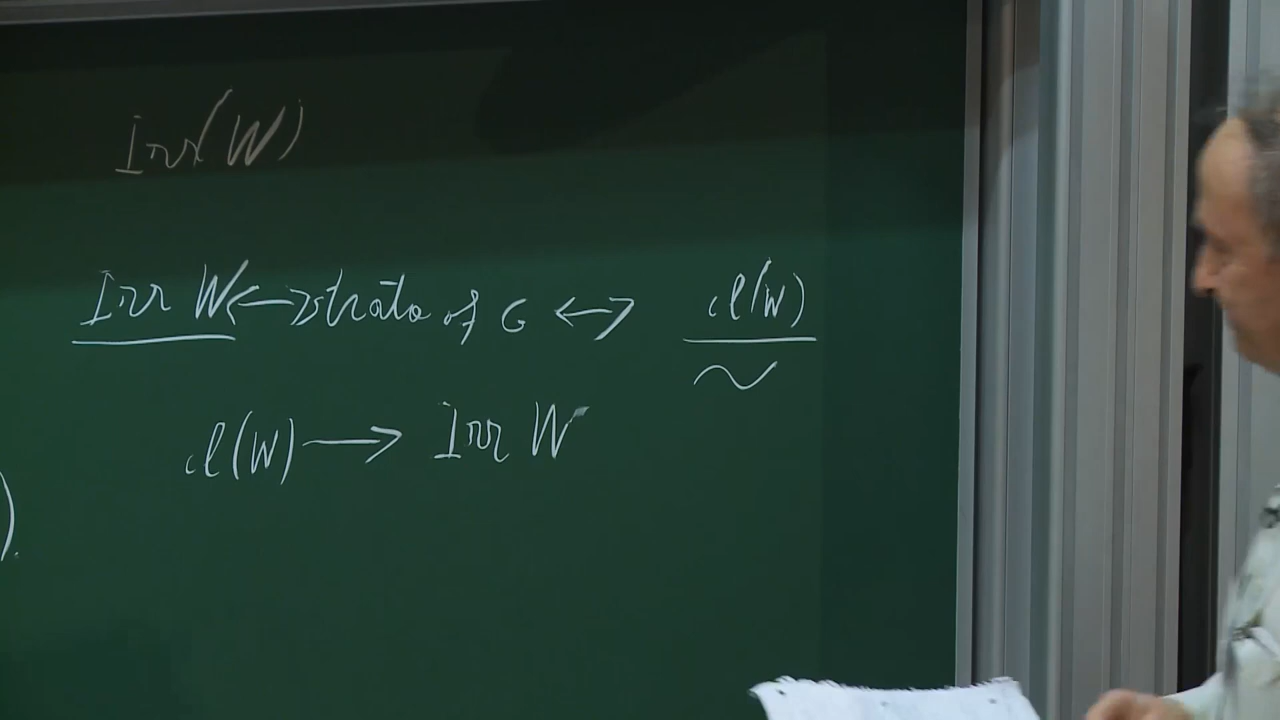 Irr(W)
Irr W ⟷ strata of G ⟷ cl(W)
~
cl(W) ⟶ Irr W
).